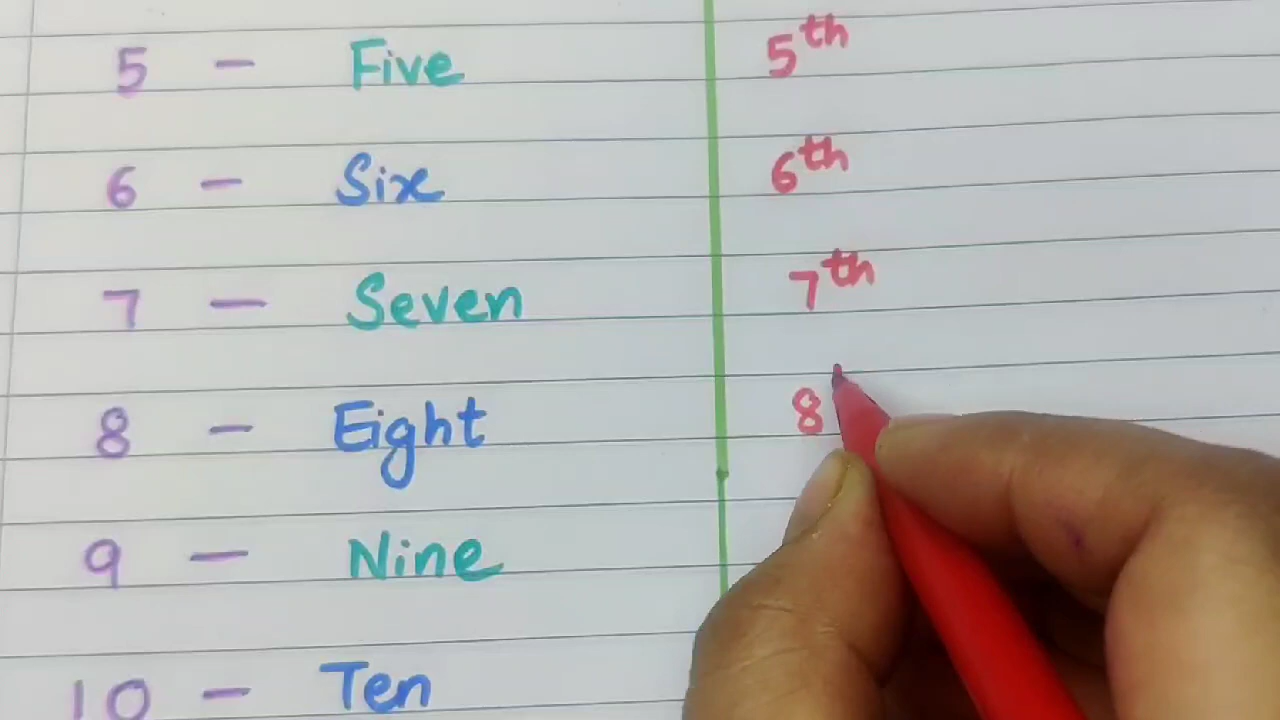 5 - Five 5th
6 - Six 6th
7 - Seven 7th
8 - Eight 8
9 - Nine
10 - Ten